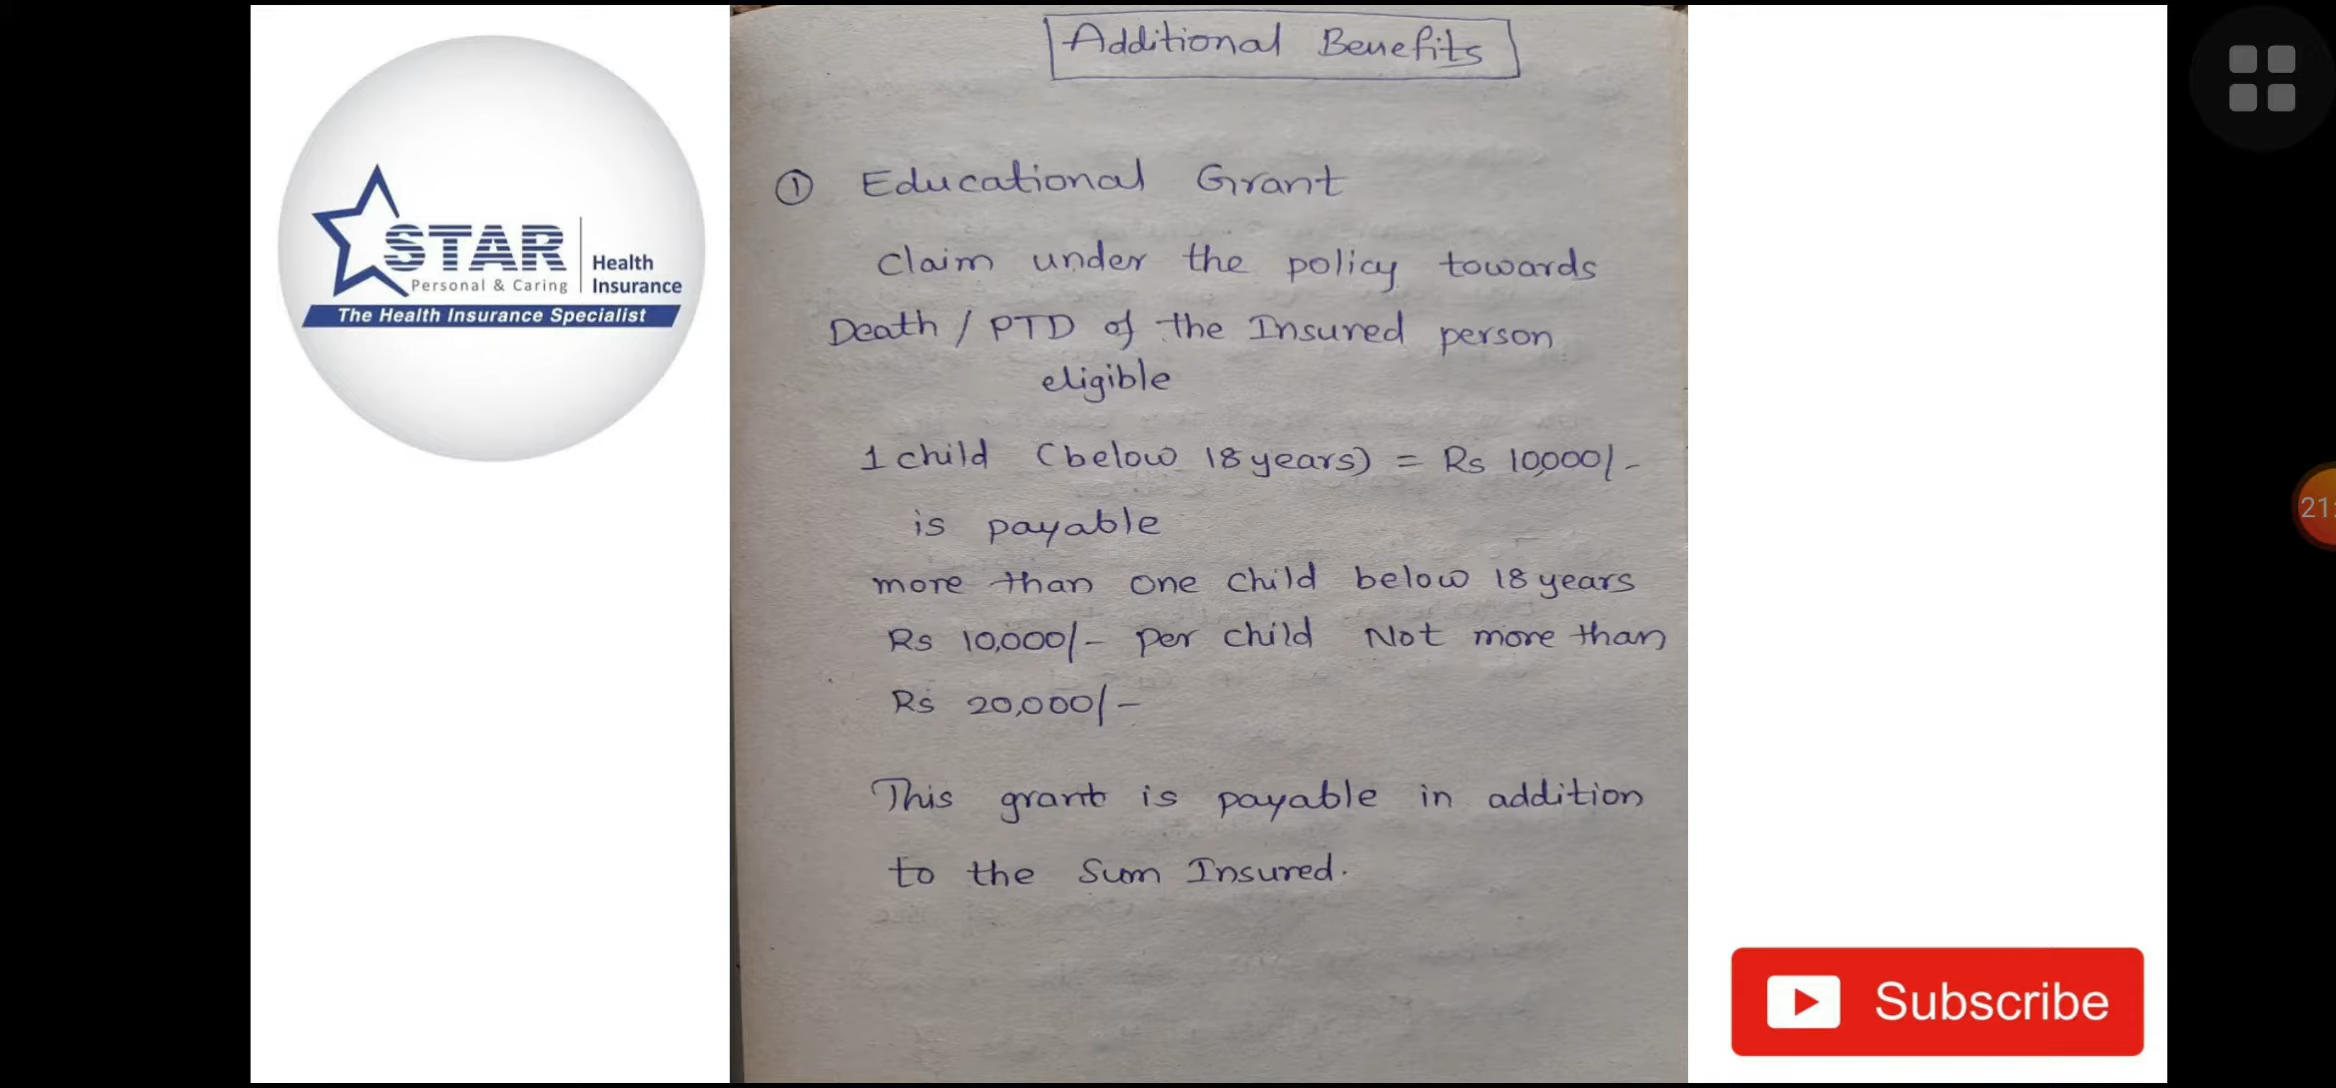 STAR
Health
Insurance
Personal & Caring
The Health Insurance Specialist
Additional Benefits
① Educational Grant
claim under the policy towards
Death / PTD of the Insured person
eligible
1 child (below 18 years) = Rs 10,000/-
is payable
more than one child below 18 years
Rs 10,000/- per child Not more than
Rs 20,000/-
This grant is payable in addition
to the Sum Insured.
21:
Subscribe